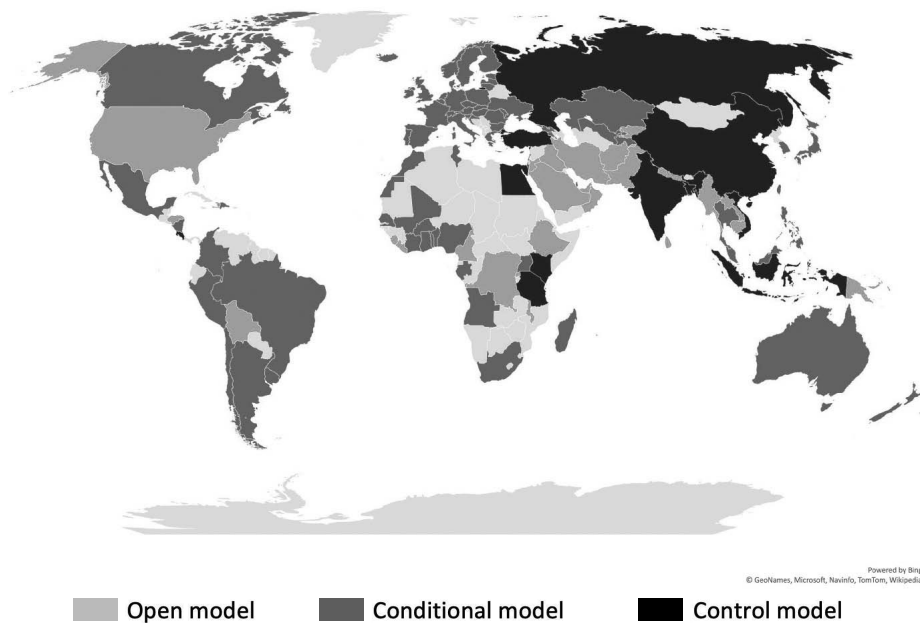 Powered by Bing
© GeoNames, Microsoft, Navinfo, TomTom, Wikipedia
Open model
Conditional model
Control model